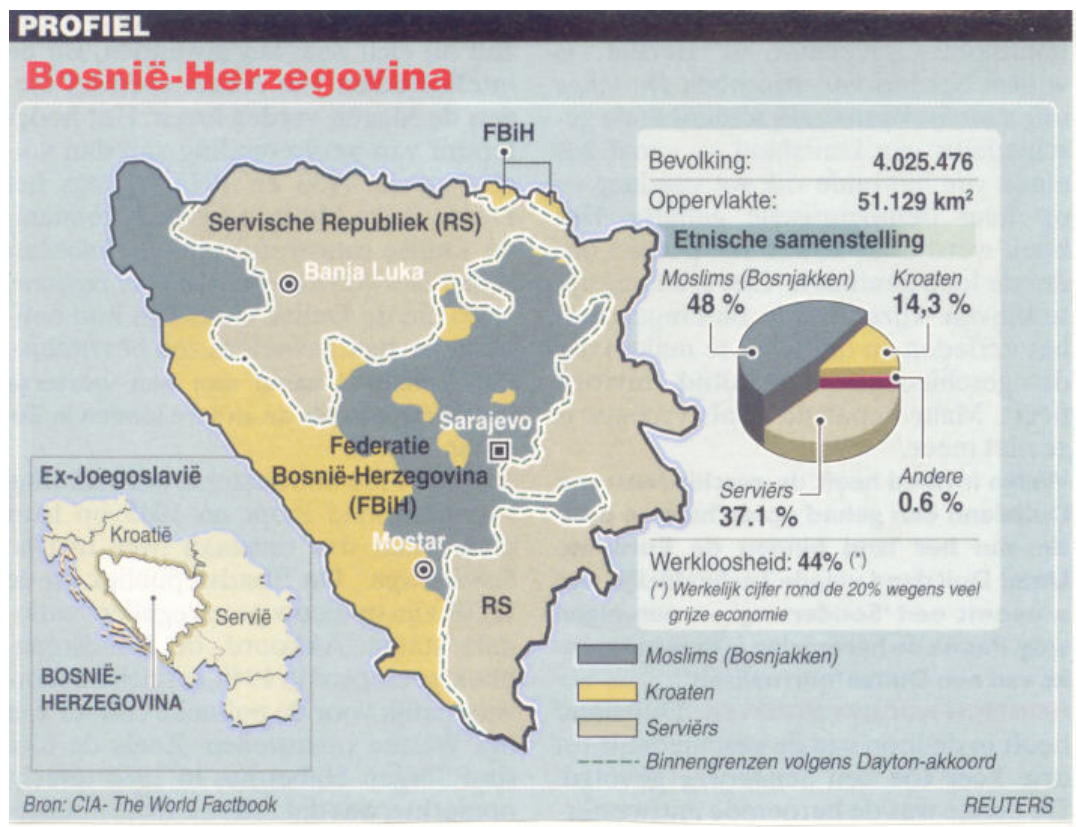 PROFIEL
Bosnië-Herzegovina
FBiH
Servische Republiek (RS)
Banja Luka
Sarajevo
Federatie
Bosnië-Herzegovina
(FBiH)
Mostar
RS
Ex-Joegoslavië
Kroatië
Servië
BOSNIË-
HERZEGOVINA
Bevolking: 4.025.476
Oppervlakte: 51.129 km²
Etnische samenstelling
Moslims (Bosnjakken)
48 %
Kroaten
14,3 %
Serviërs
37.1 %
Andere
0.6 %
Werkloosheid: 44% (*)
(*) Werkelijk cijfer rond de 20% wegens veel
grijze economie
Moslims (Bosnjakken)
Kroaten
Serviërs
Binnengrenzen volgens Dayton-akkoord
Bron: CIA- The World Factbook
REUTERS